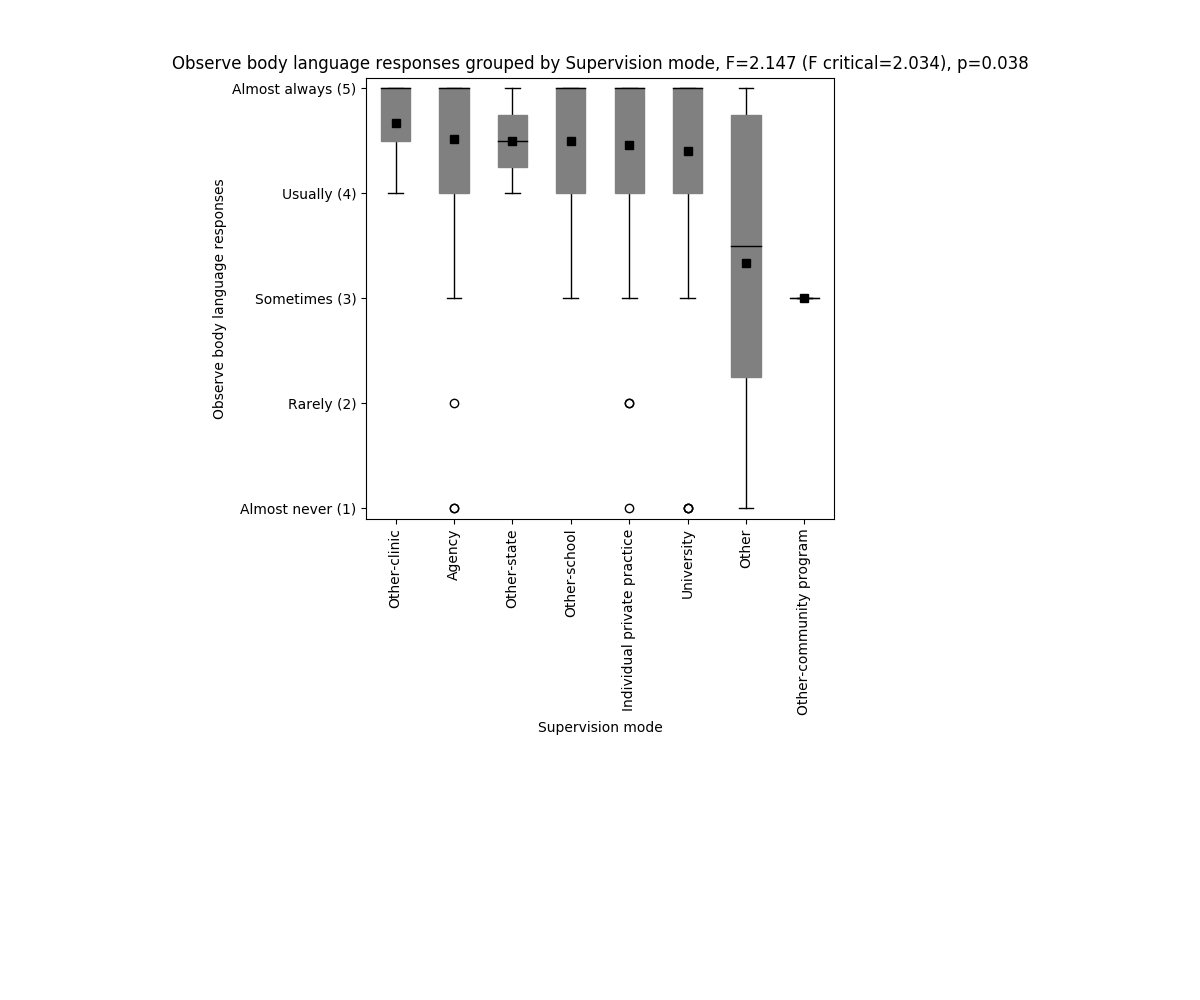 Observe body language responses grouped by Supervision mode, F=2.147 (F critical=2.034), p=0.038
Almost always (5)
Usually (4)
Sometimes (3)
Rarely (2)
Almost never (1)
Observe body language responses
Other-clinic
Agency
Other-state
Other-school
Individual private practice
University
Other
Other-community program
Supervision mode